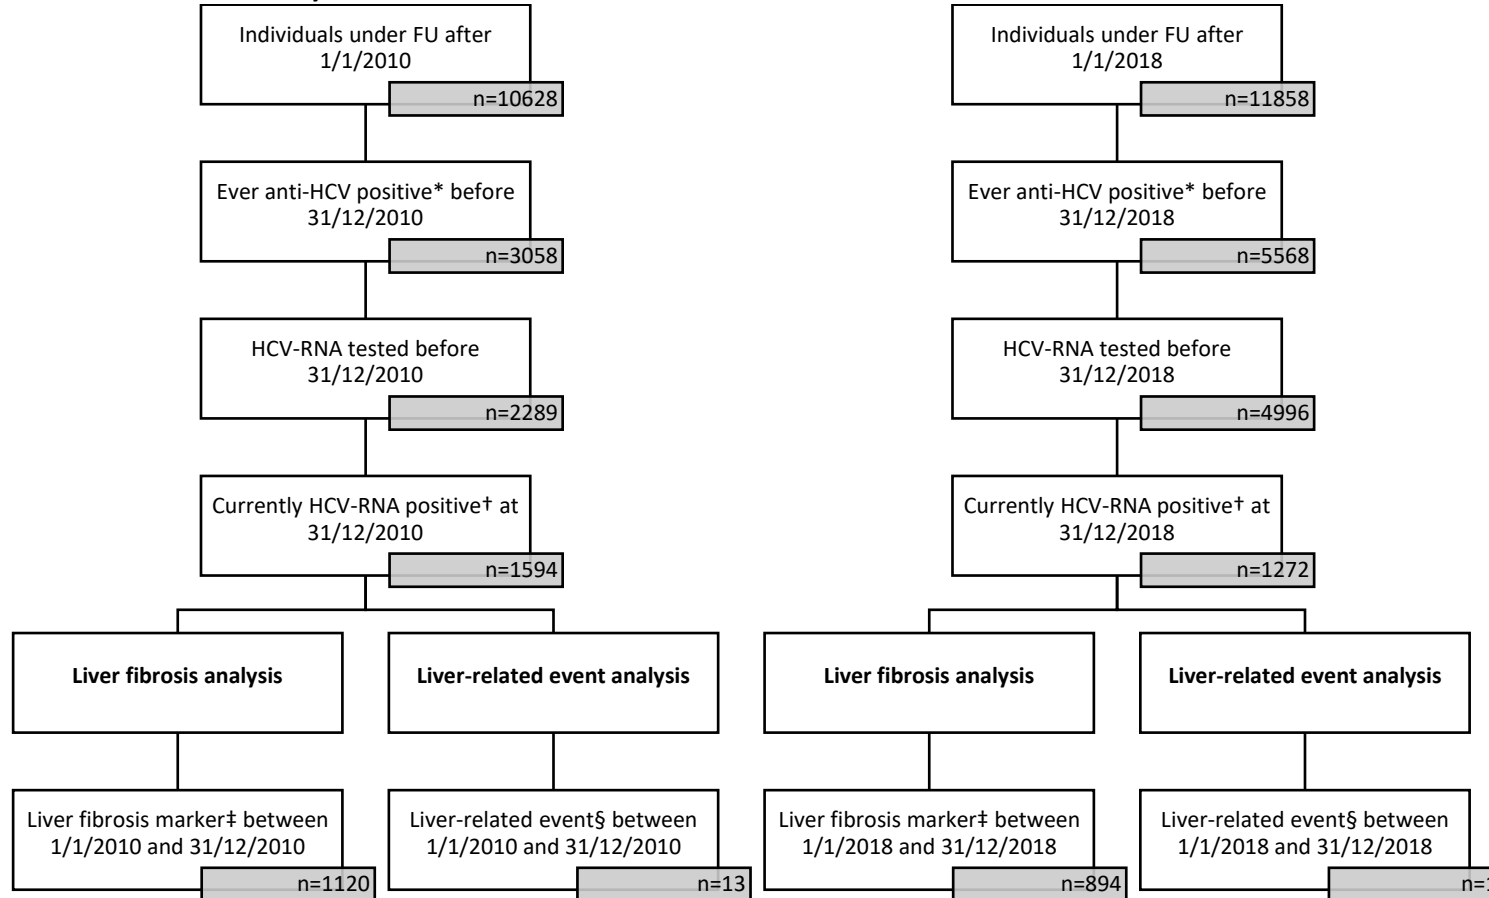 Individuals under FU after
1/1/2010
n=10628
Ever anti-HCV positive* before
31/12/2010
n=3058
HCV-RNA tested before
31/12/2010
n=2289
Currently HCV-RNA positive† at
31/12/2010
n=1594
Liver fibrosis analysis
Liver fibrosis marker‡ between
1/1/2010 and 31/12/2010
n=1120
Liver-related event analysis
Liver-related event§ between
1/1/2010 and 31/12/2010
n=13
Individuals under FU after
1/1/2018
n=11858
Ever anti-HCV positive* before
31/12/2018
n=5568
HCV-RNA tested before
31/12/2018
n=4996
Currently HCV-RNA positive† at
31/12/2018
n=1272
Liver fibrosis analysis
Liver fibrosis marker‡ between
1/1/2018 and 31/12/2018
n=894
Liver-related event analysis
Liver-related event§ between
1/1/2018 and 31/12/2018